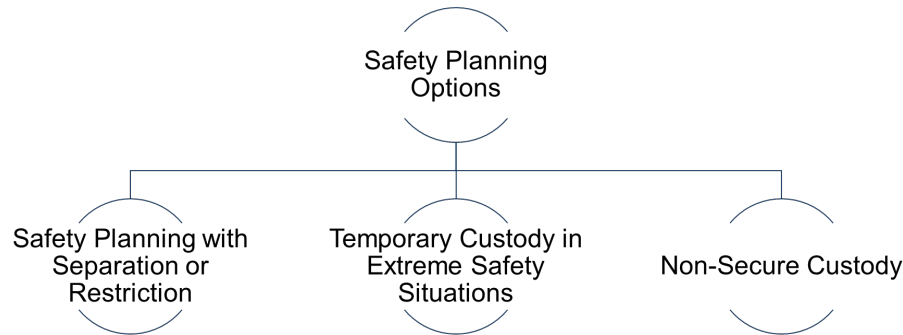 Safety Planning
Options
Safety Planning with
Separation or
Restriction
Temporary Custody in
Extreme Safety
Situations
Non-Secure Custody